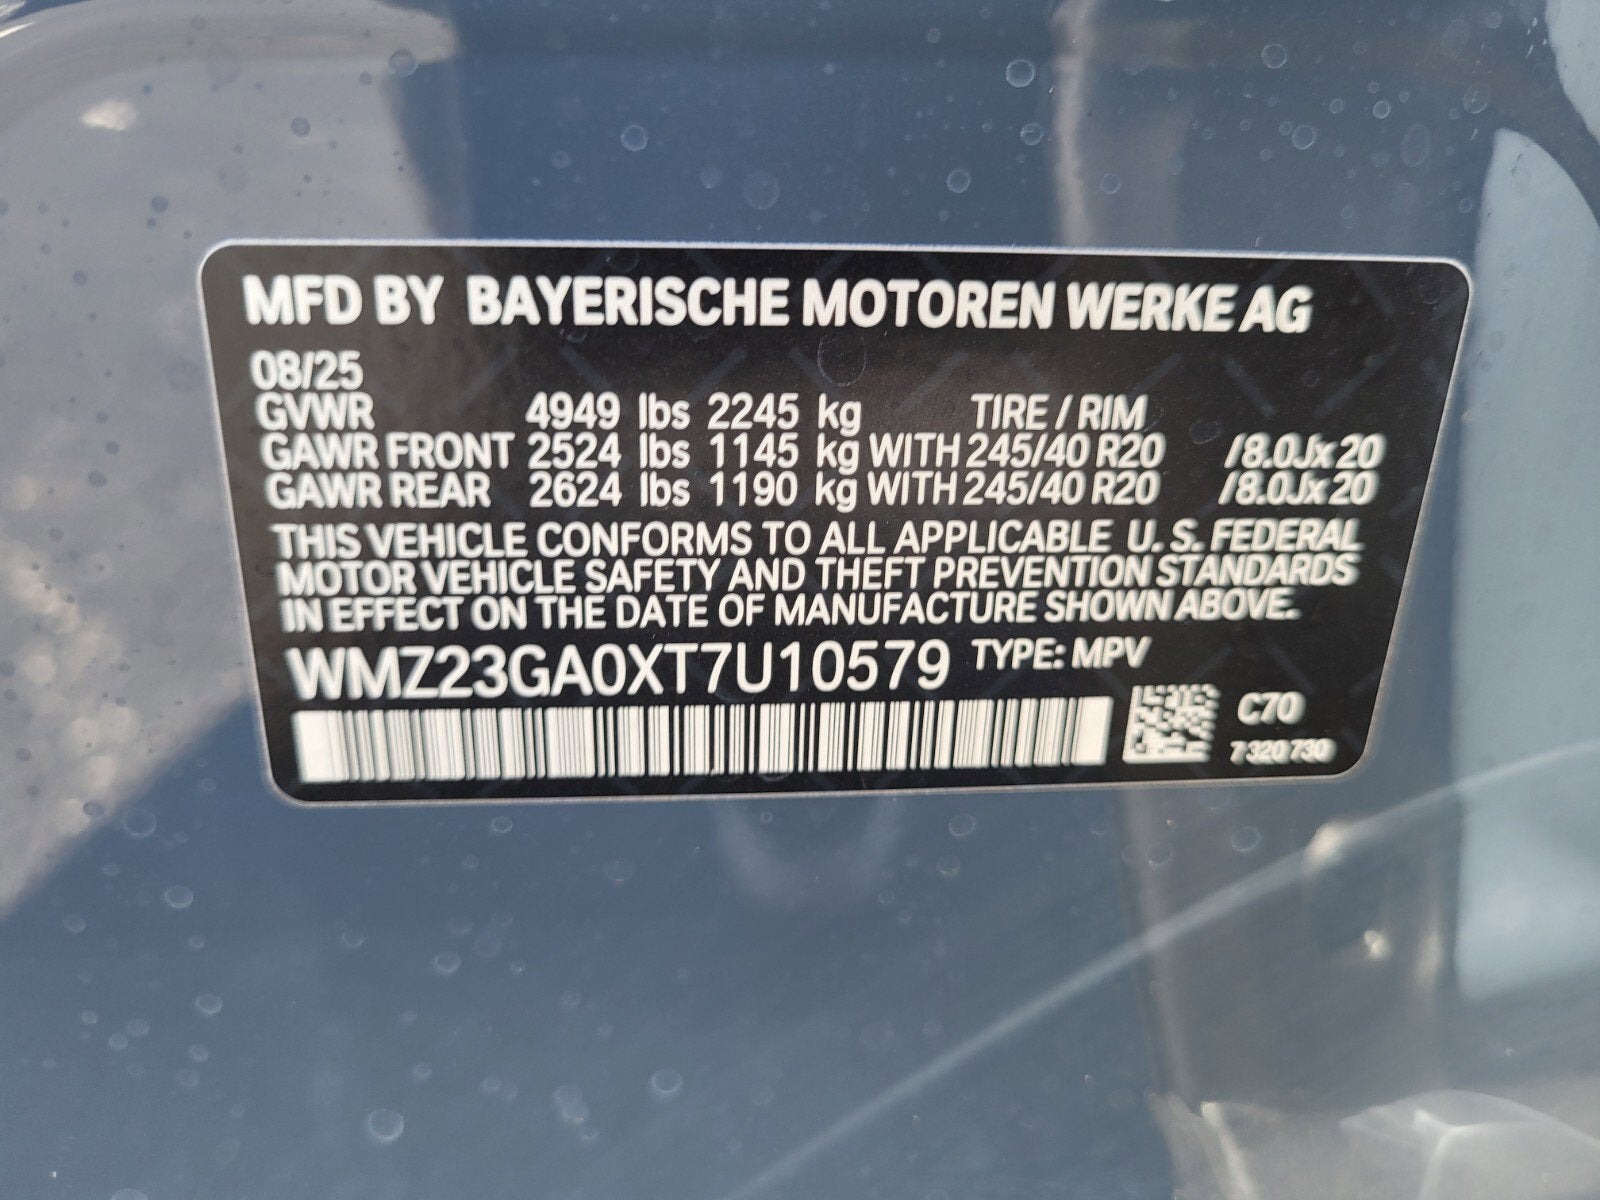 MFD BY BAYERISCHE MOTOREN WERKE AG
08/25
GVWR 4949 lbs 2245 kg TIRE / RIM
GAWR FRONT 2524 lbs 1145 kg WITH 245/40 R20 /8.0Jx20
GAWR REAR 2624 lbs 1190 kg WITH 245/40 R20 /8.0Jx20
THIS VEHICLE CONFORMS TO ALL APPLICABLE U. S. FEDERAL
MOTOR VEHICLE SAFETY AND THEFT PREVENTION STANDARDS
IN EFFECT ON THE DATE OF MANUFACTURE SHOWN ABOVE.
WMZ23GA0XT7U10579 TYPE: MPV
C70
7 320 730